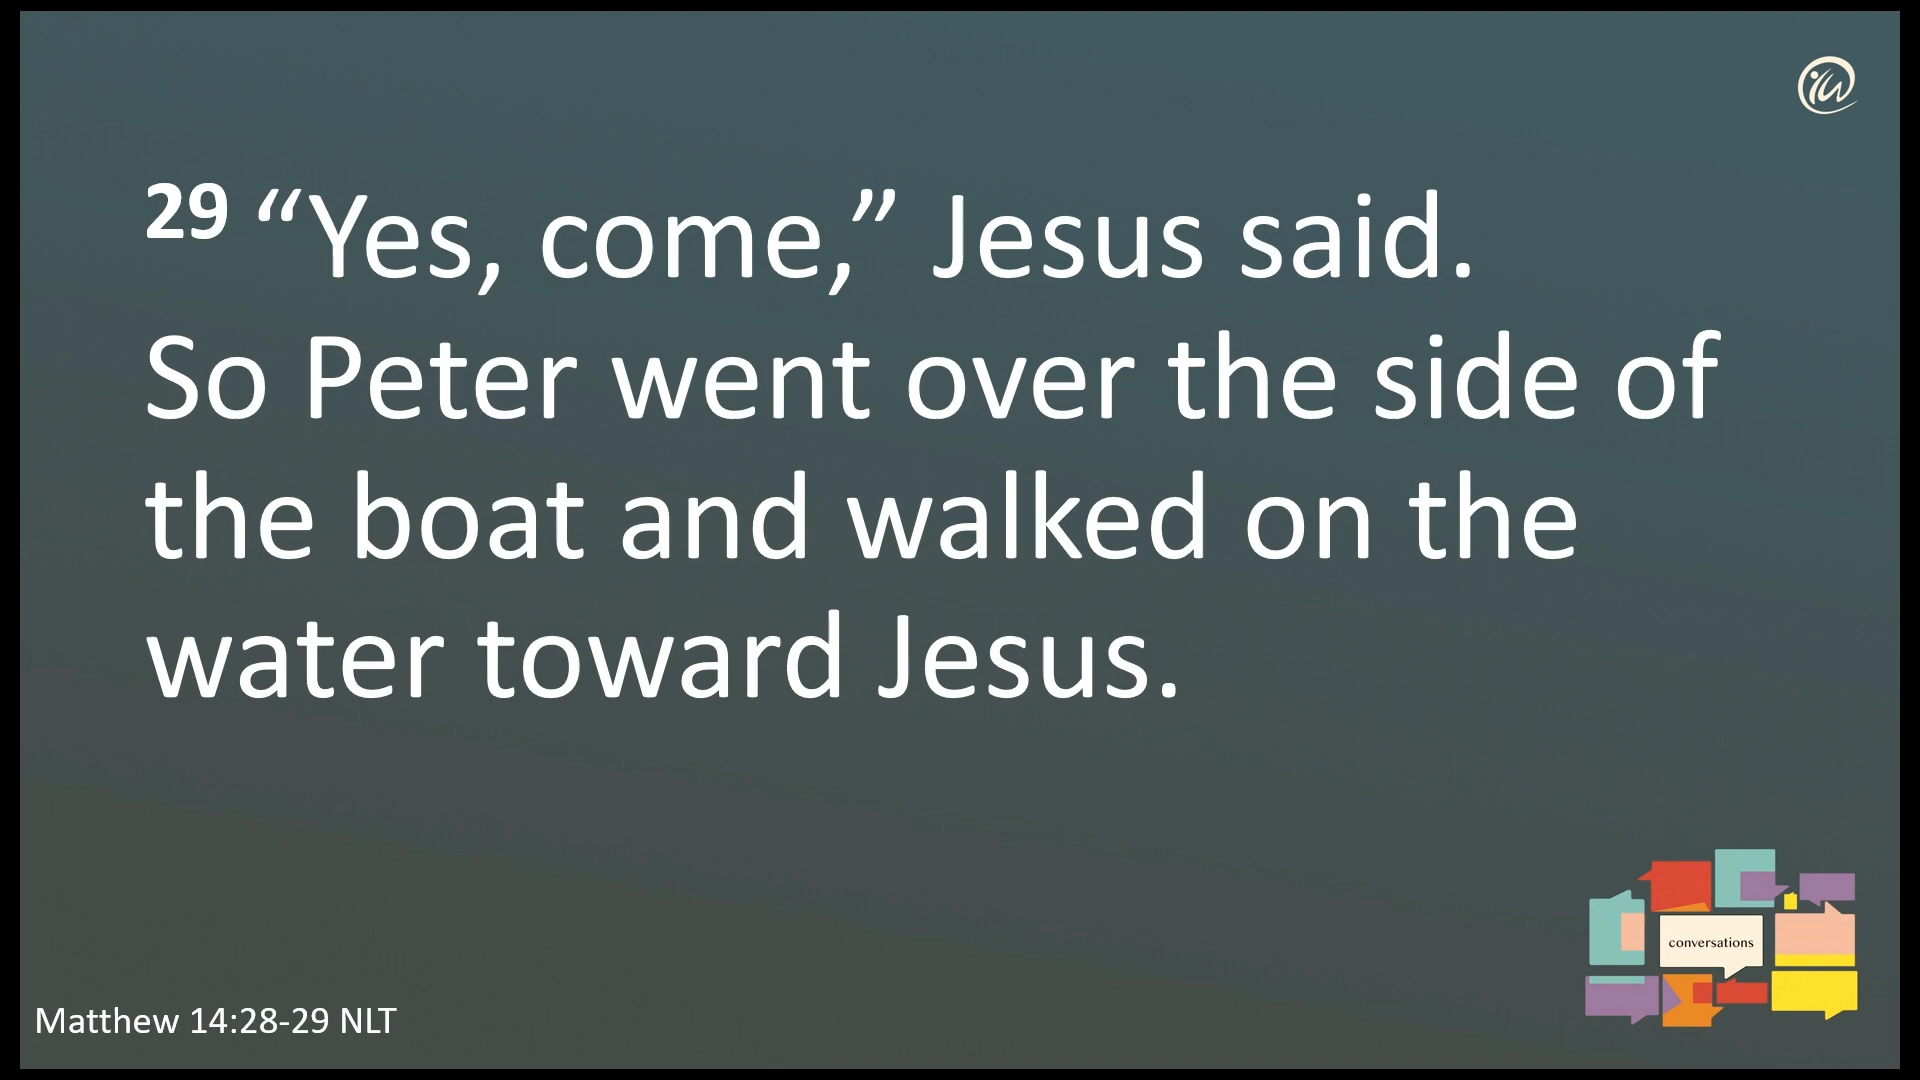 29 “Yes, come,” Jesus said.
So Peter went over the side of
the boat and walked on the
water toward Jesus.
conversations
Matthew 14:28-29 NLT